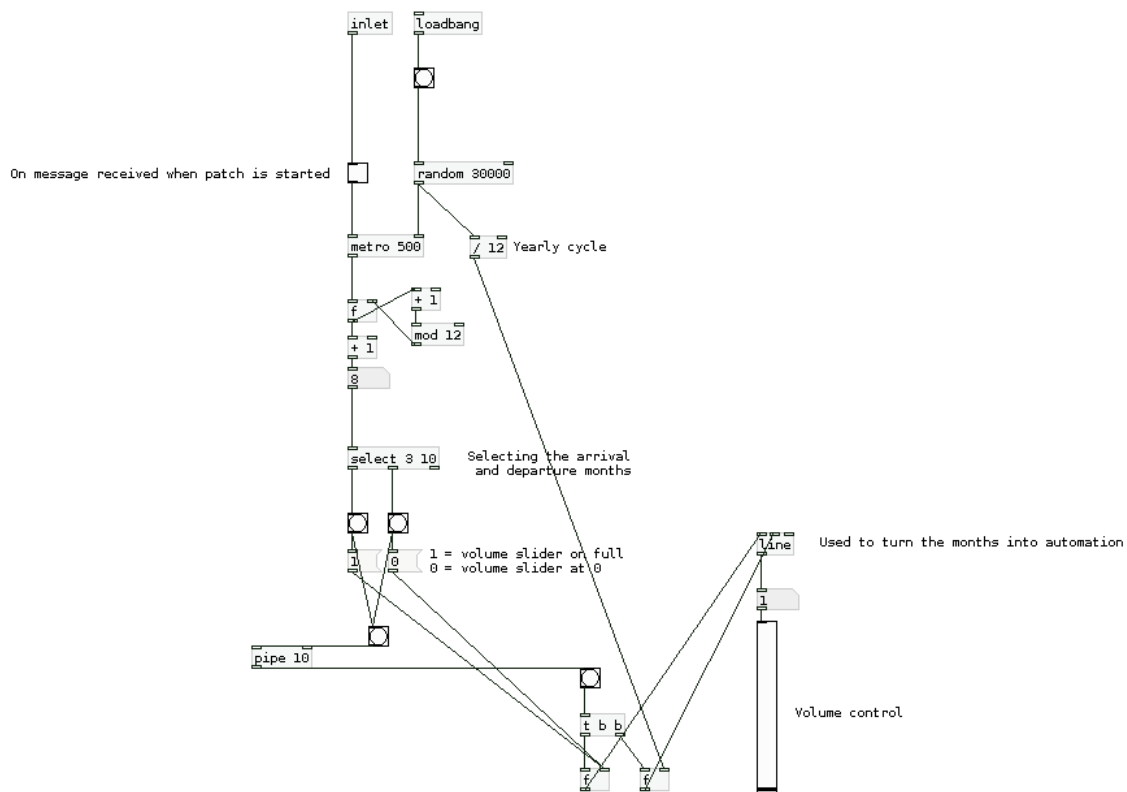 inlet
loadbang
On message received when patch is started
random 30000
metro 500
/ 12
Yearly cycle
f
+ 1
mod 12
+ 1
8
select 3 10
Selecting the arrival
and departure months
1
0
1 = volume slider on full
0 = volume slider at 0
line
Used to turn the months into automation
1
pipe 10
t b b
Volume control
f
f